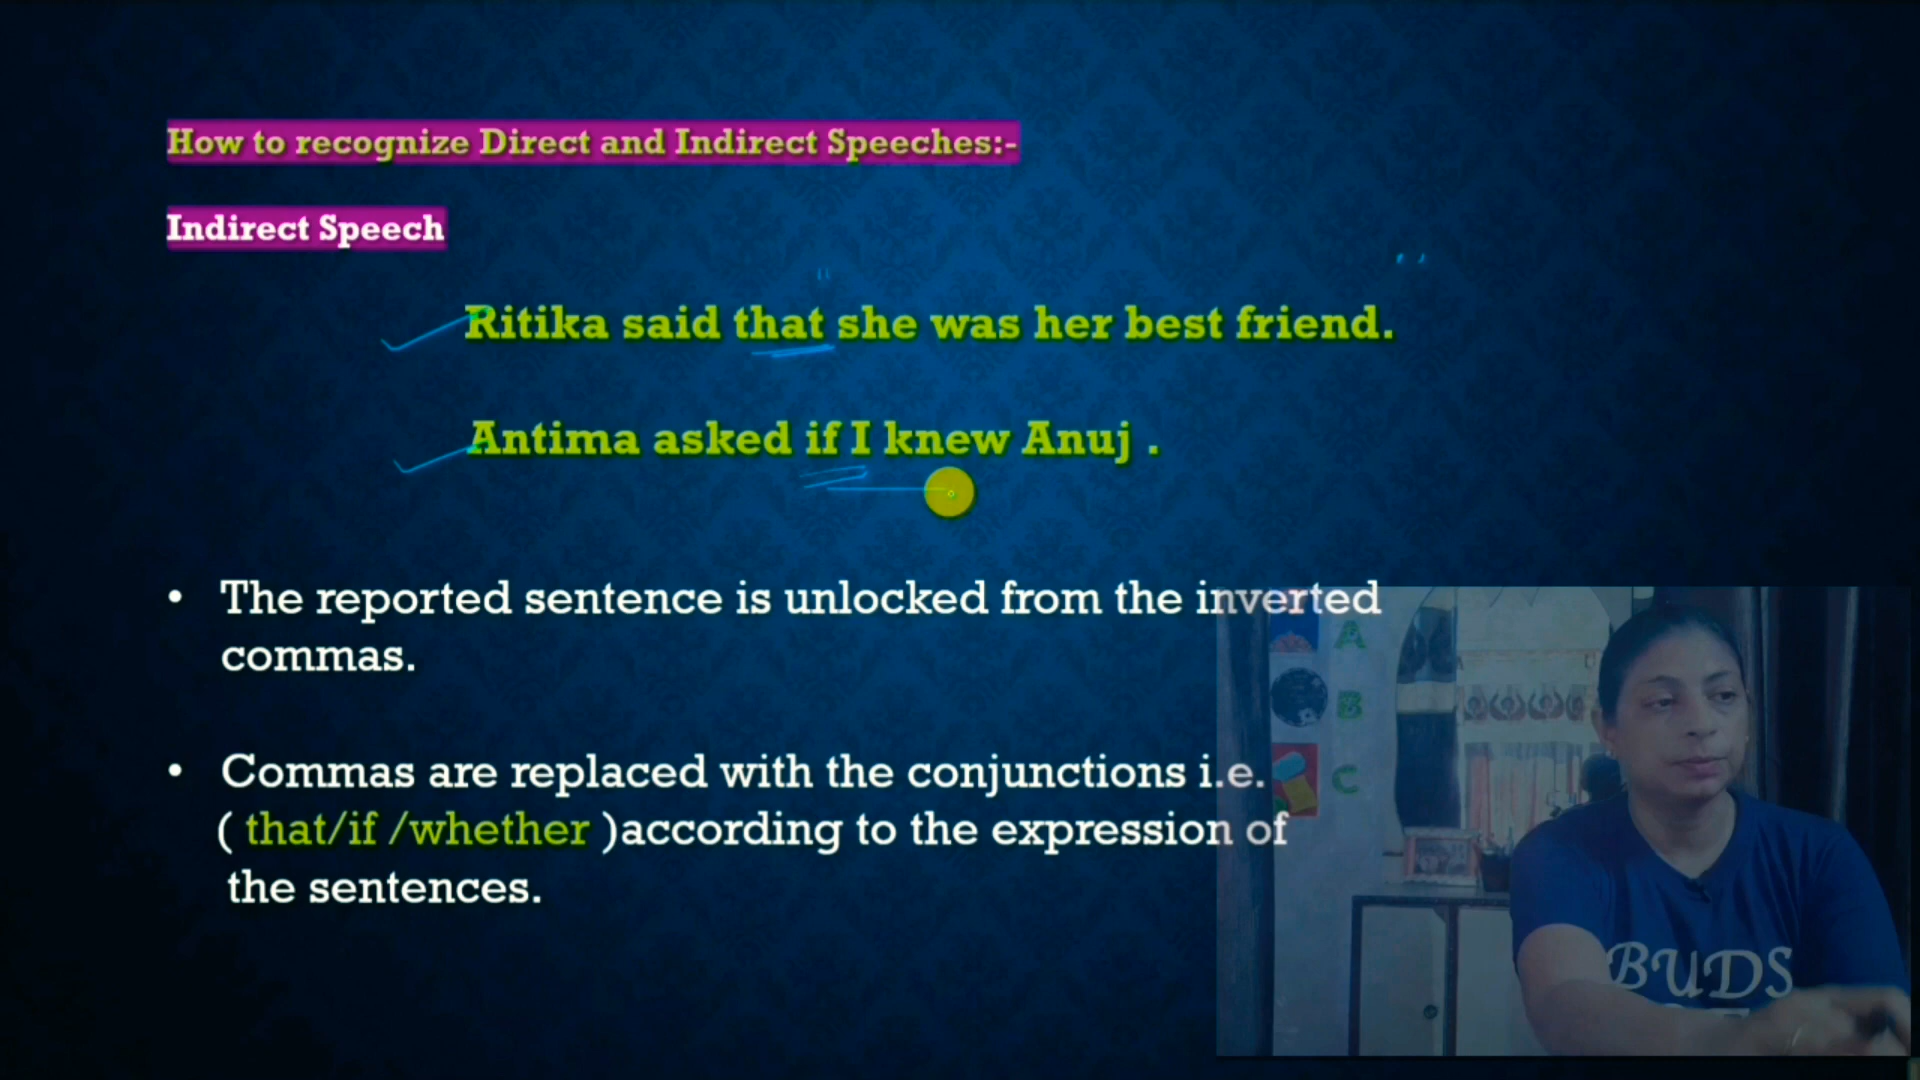 How to recognize Direct and Indirect Speeches:-
Indirect Speech
Ritika said that she was her best friend.
Antima asked if I knew Anuj .
• The reported sentence is unlocked from the inverted
commas.
• Commas are replaced with the conjunctions i.e.
( that/if /whether )according to the expression of
the sentences.
A
B
C
BUDS